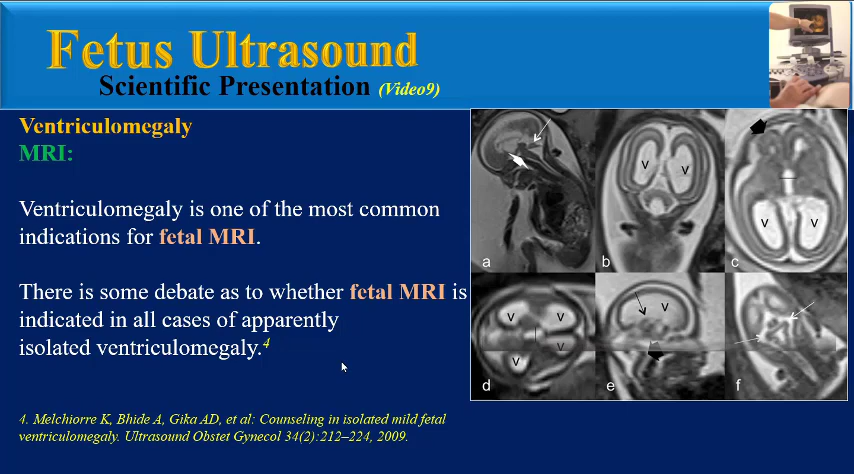 Fetus Ultrasound
Scientific Presentation (Video9)
Ventriculomegaly
MRI:
Ventriculomegaly is one of the most common
indications for fetal MRI.
There is some debate as to whether fetal MRI is
indicated in all cases of apparently
isolated ventriculomegaly.4
4. Melchiorre K, Bhide A, Gika AD, et al: Counseling in isolated mild fetal
ventriculomegaly. Ultrasound Obstet Gynecol 34(2):212–224, 2009.
V V V V
a b c
V V V V V
d e f